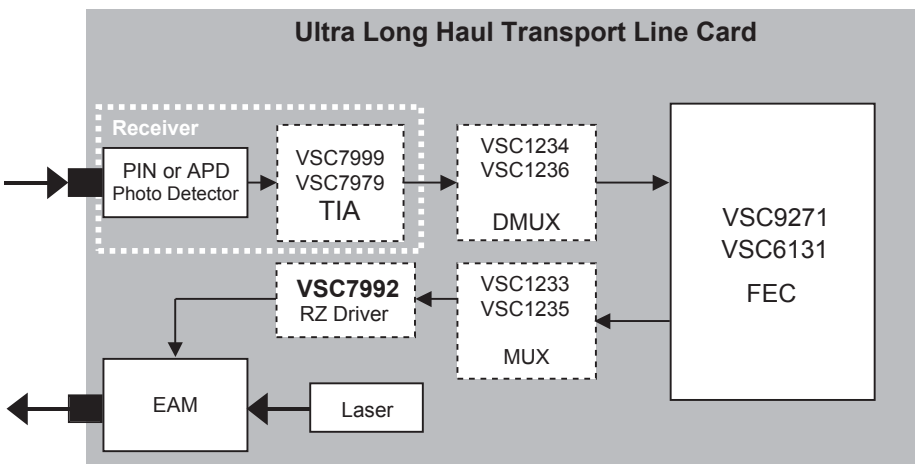 Ultra Long Haul Transport Line Card
Receiver
PIN or APD
Photo Detector
VSC7999
VSC7979
TIA
VSC1234
VSC1236
DMUX
VSC9271
VSC6131
FEC
VSC7992
RZ Driver
VSC1233
VSC1235
MUX
EAM
Laser